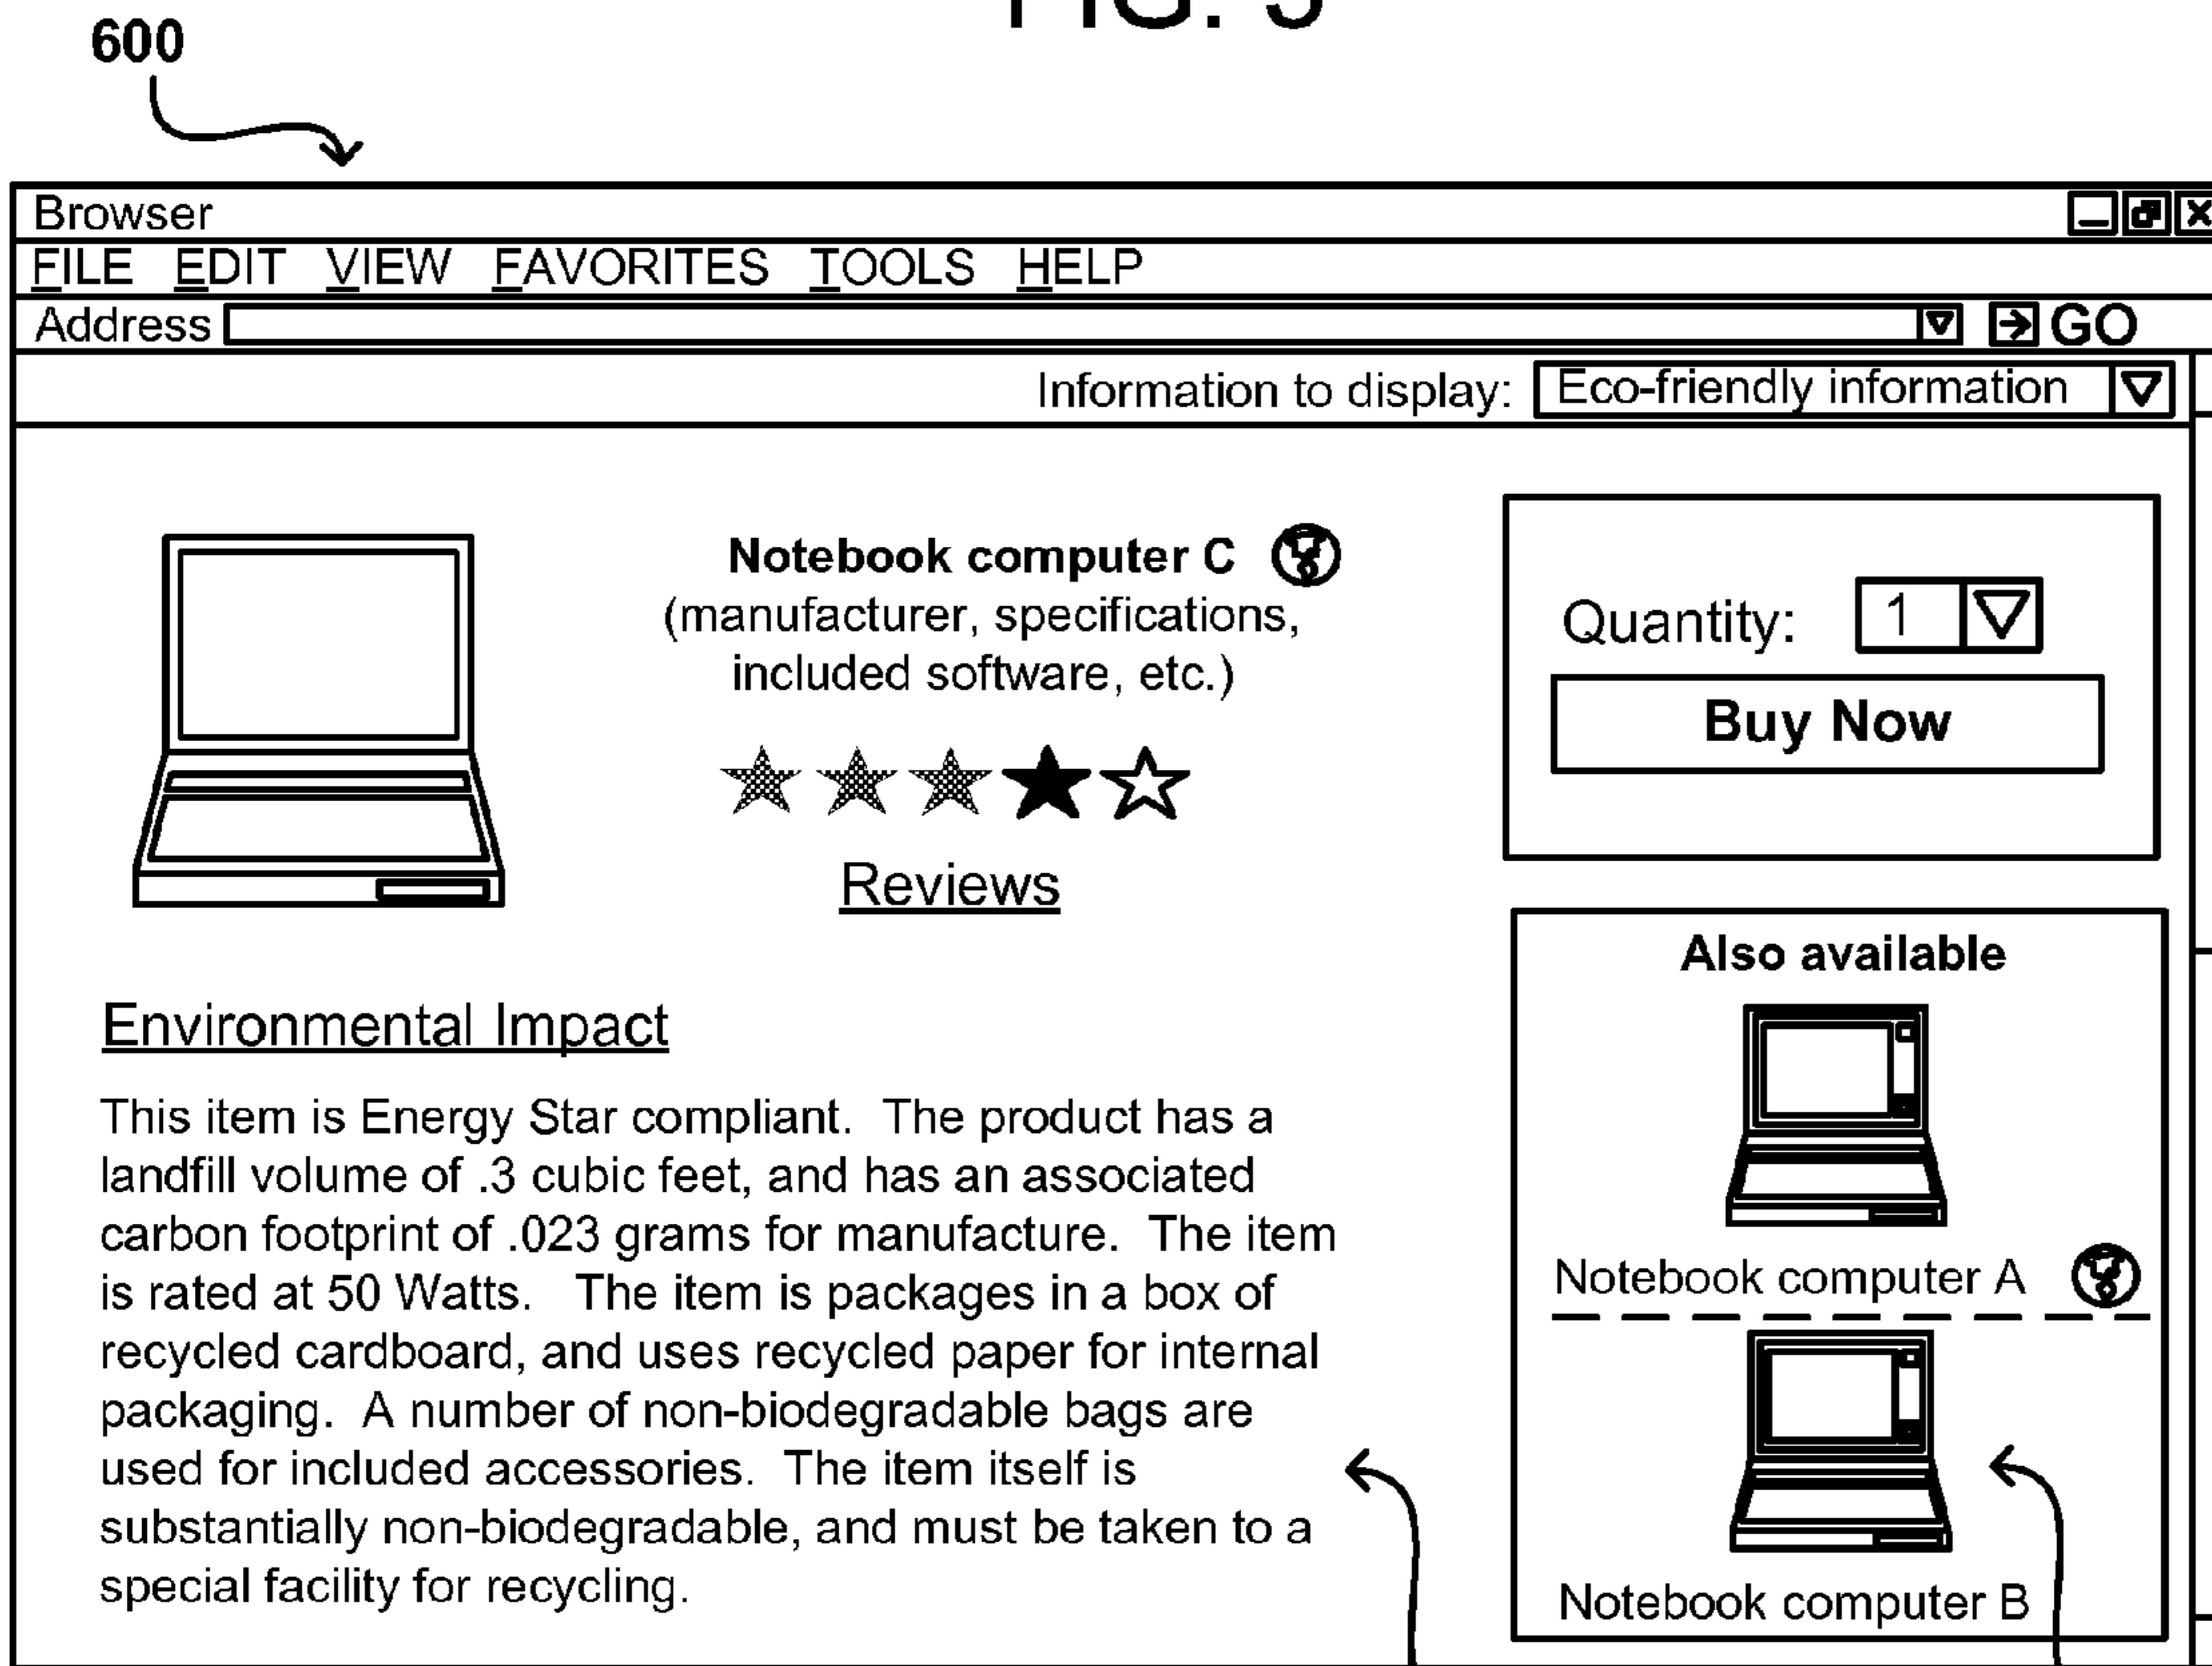 FIG. 5
600
Browser
FILE EDIT VIEW FAVORITES TOOLS HELP
Address GO
Information to display: Eco-friendly information
Notebook computer C
(manufacturer, specifications,
included software, etc.)
Reviews
Quantity: 1
Buy Now
Environmental Impact
This item is Energy Star compliant. The product has a
landfill volume of .3 cubic feet, and has an associated
carbon footprint of .023 grams for manufacture. The item
is rated at 50 Watts. The item is packages in a box of
recycled cardboard, and uses recycled paper for internal
packaging. A number of non-biodegradable bags are
used for included accessories. The item itself is
substantially non-biodegradable, and must be taken to a
special facility for recycling.
Also available
Notebook computer A
Notebook computer B